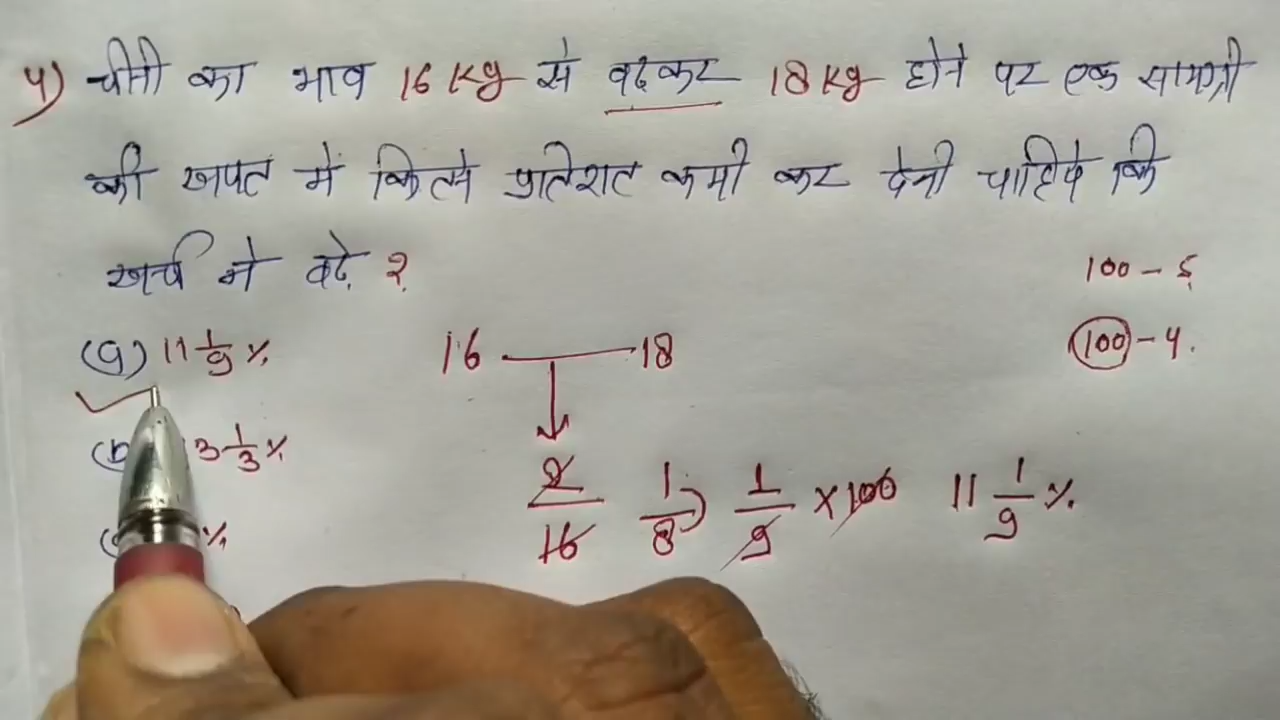 4) चीनी का भाव 16 Kg से बढकर 18 Kg होने पर एक सामग्री
की खपत में कितने प्रतिशत कमी कर देनी चाहिये कि
खर्च ने बढे ?
100 - 5
(a) 11 1/9 % 16 18
100 - 4.
3 1/3 %
2/16 1/8 1/9 x 100 11 1/9 %
%